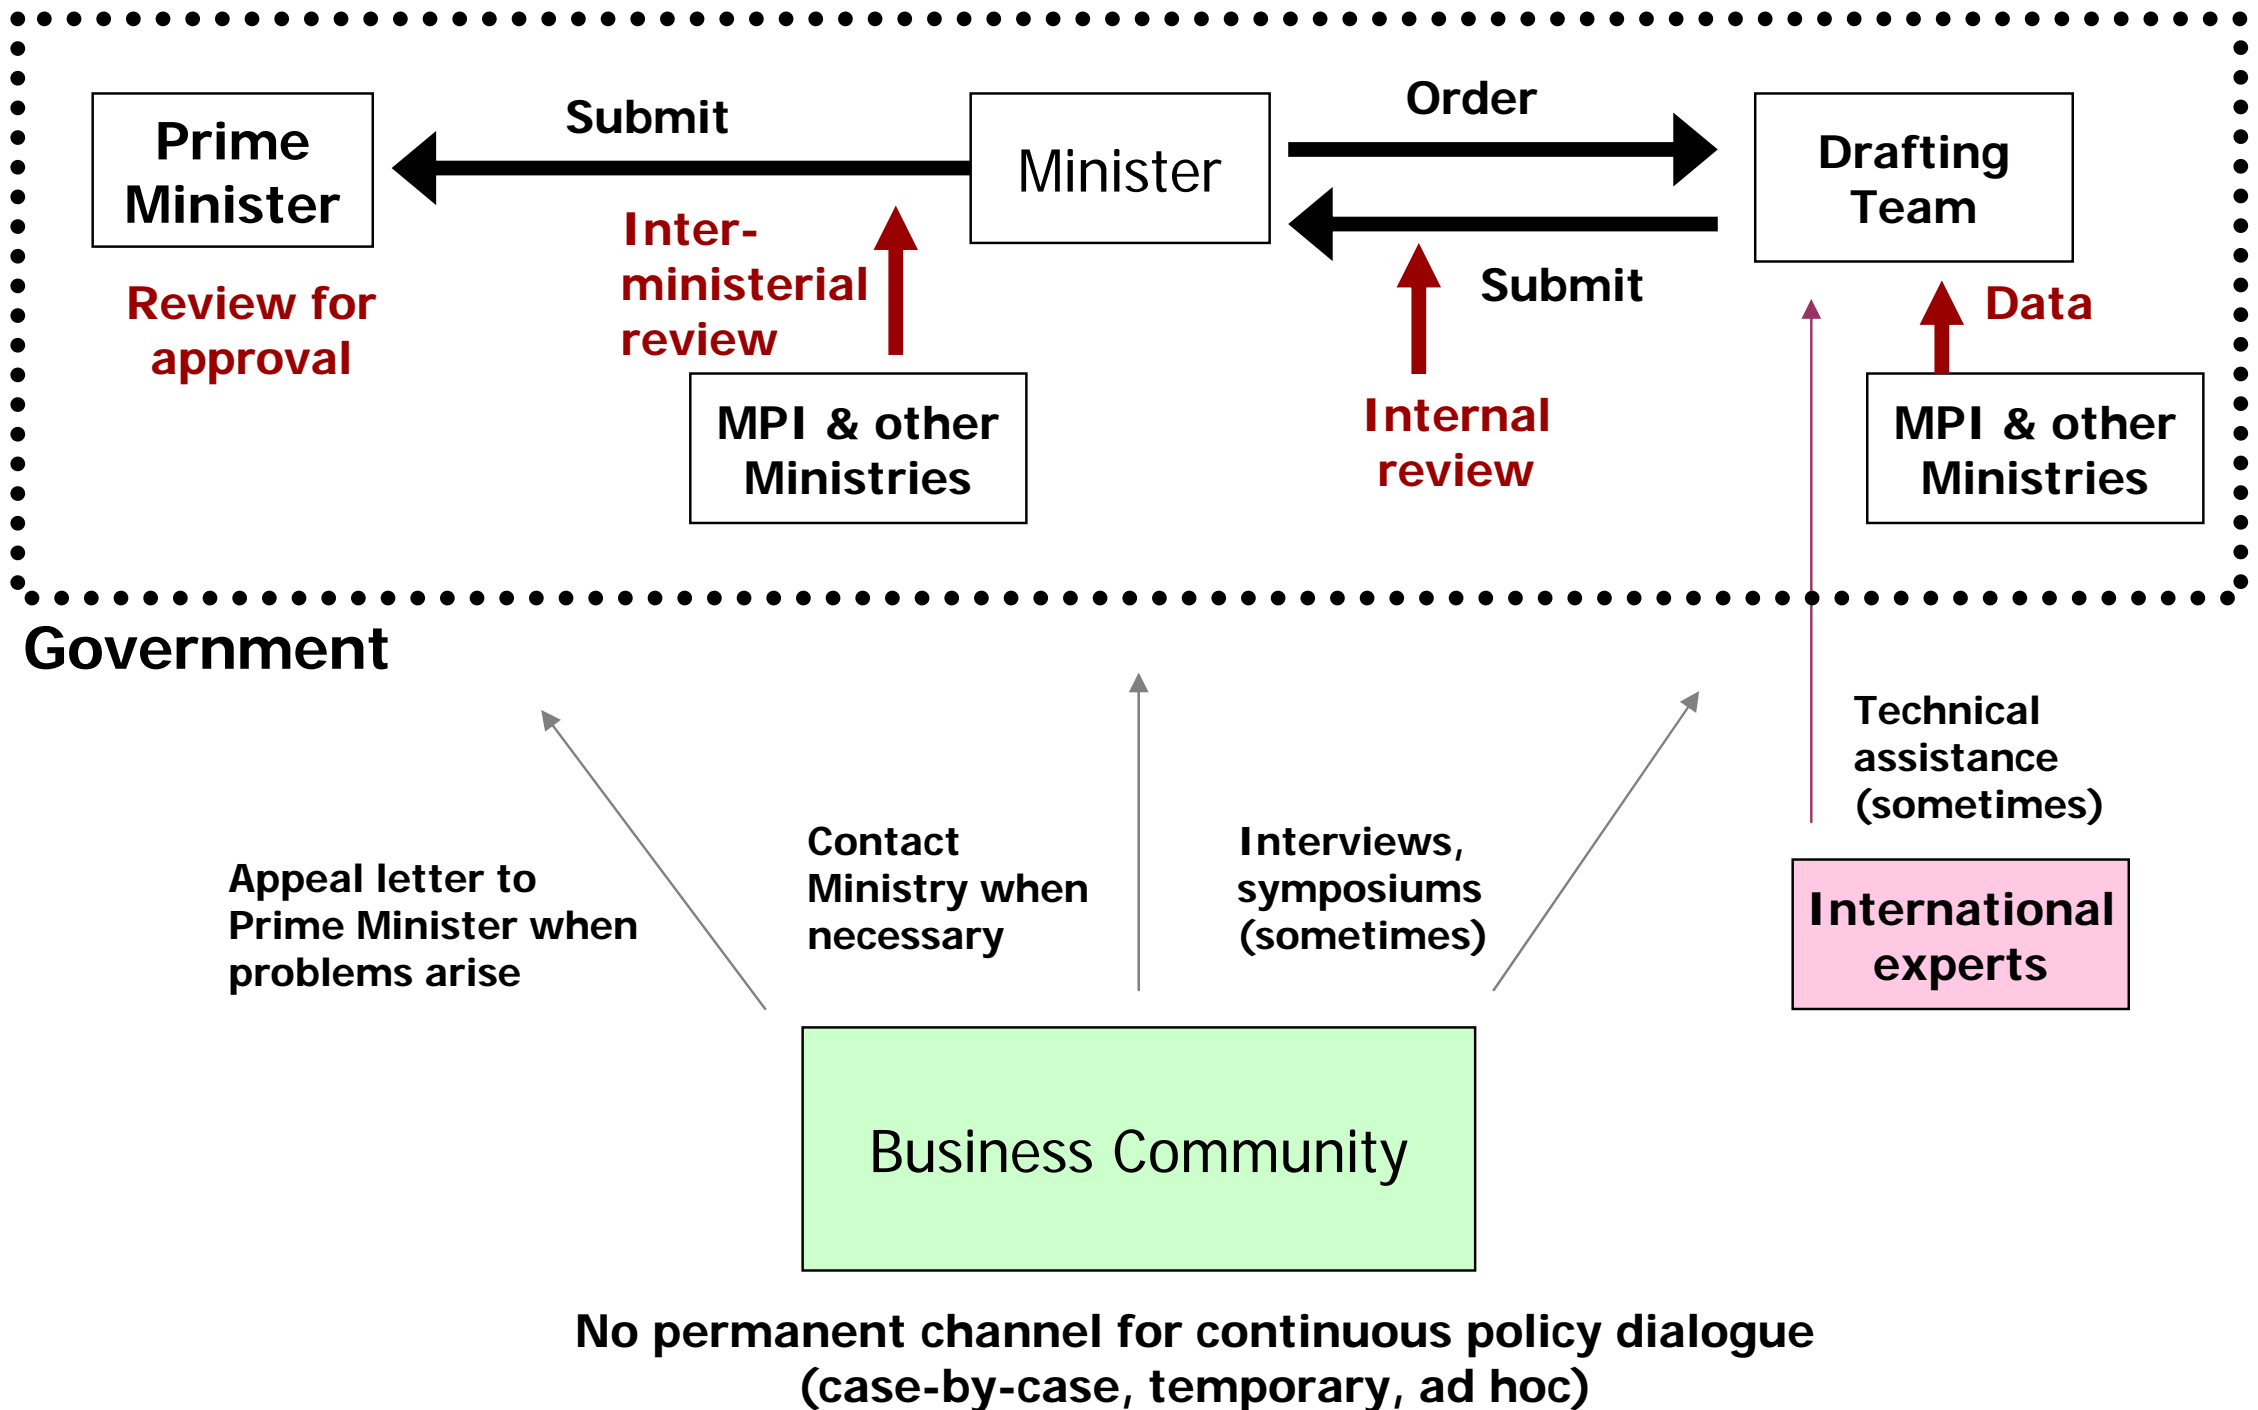 Prime
Minister
Submit
Minister
Order
Drafting
Team
Review for
approval
Inter-
ministerial
review
Submit
Data
MPI & other
Ministries
Internal
review
MPI & other
Ministries
Government
Technical
assistance
(sometimes)
Appeal letter to
Prime Minister when
problems arise
Contact
Ministry when
necessary
Interviews,
symposiums
(sometimes)
International
experts
Business Community
No permanent channel for continuous policy dialogue
(case-by-case, temporary, ad hoc)